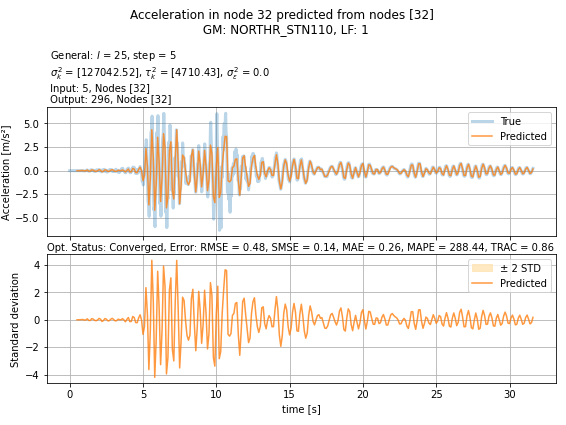 Acceleration in node 32 predicted from nodes [32]
GM: NORTHR_STN110, LF: 1
General: l = 25, step = 5
σ²ₖ = [127042.52], τ²ₖ = [4710.43], σ²ε = 0.0
Input: 5, Nodes [32]
Output: 296, Nodes [32]
Acceleration [m/s²]
5.0
2.5
0.0
−2.5
−5.0
True
Predicted
Opt. Status: Converged, Error: RMSE = 0.48, SMSE = 0.14, MAE = 0.26, MAPE = 288.44, TRAC = 0.86
Standard deviation
4
2
0
−2
−4
± 2 STD
Predicted
0 5 10 15 20 25 30
time [s]